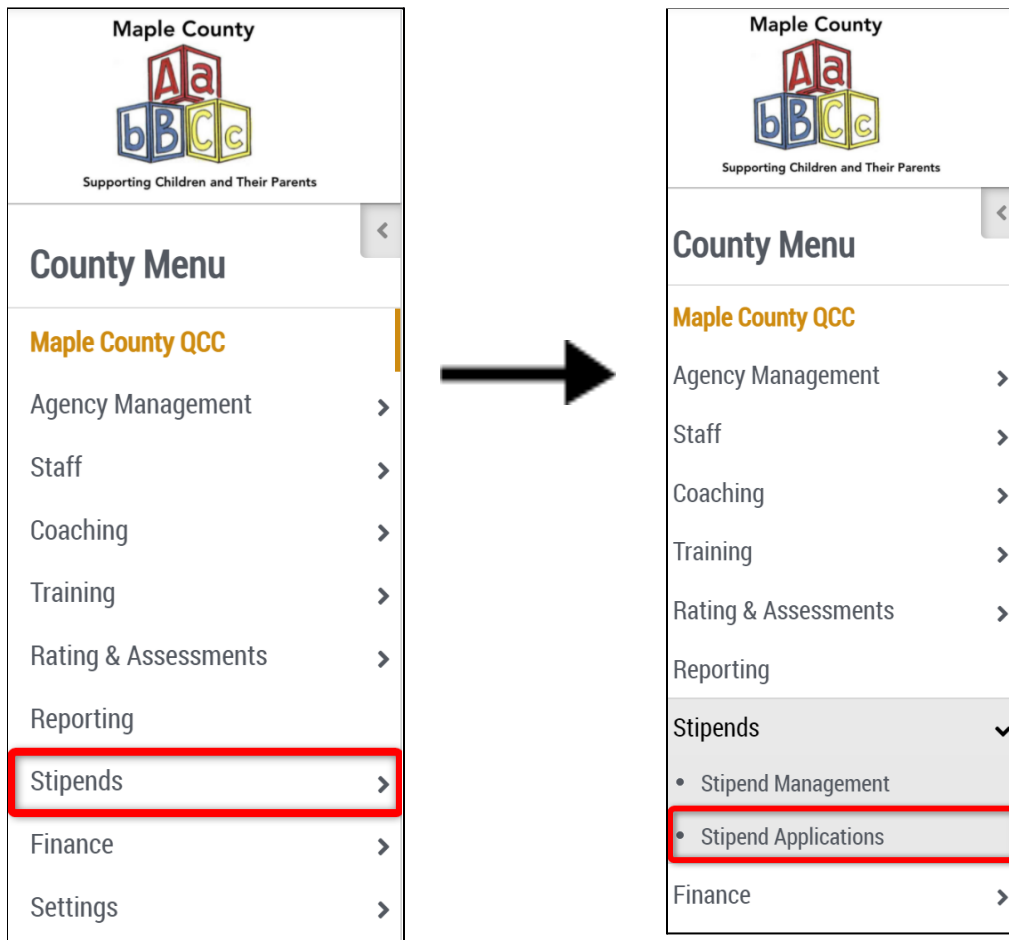 Maple County
Aa
bBCc
Supporting Children and Their Parents
County Menu
Maple County QCC
Agency Management
Staff
Coaching
Training
Rating & Assessments
Reporting
Stipends
Finance
Settings
Maple County
Aa
bBCc
Supporting Children and Their Parents
County Menu
Maple County QCC
Agency Management
Staff
Coaching
Training
Rating & Assessments
Reporting
Stipends
• Stipend Management
• Stipend Applications
Finance